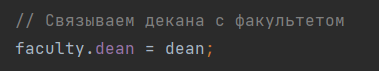 // Связываем декана с факультетом
faculty.dean = dean;